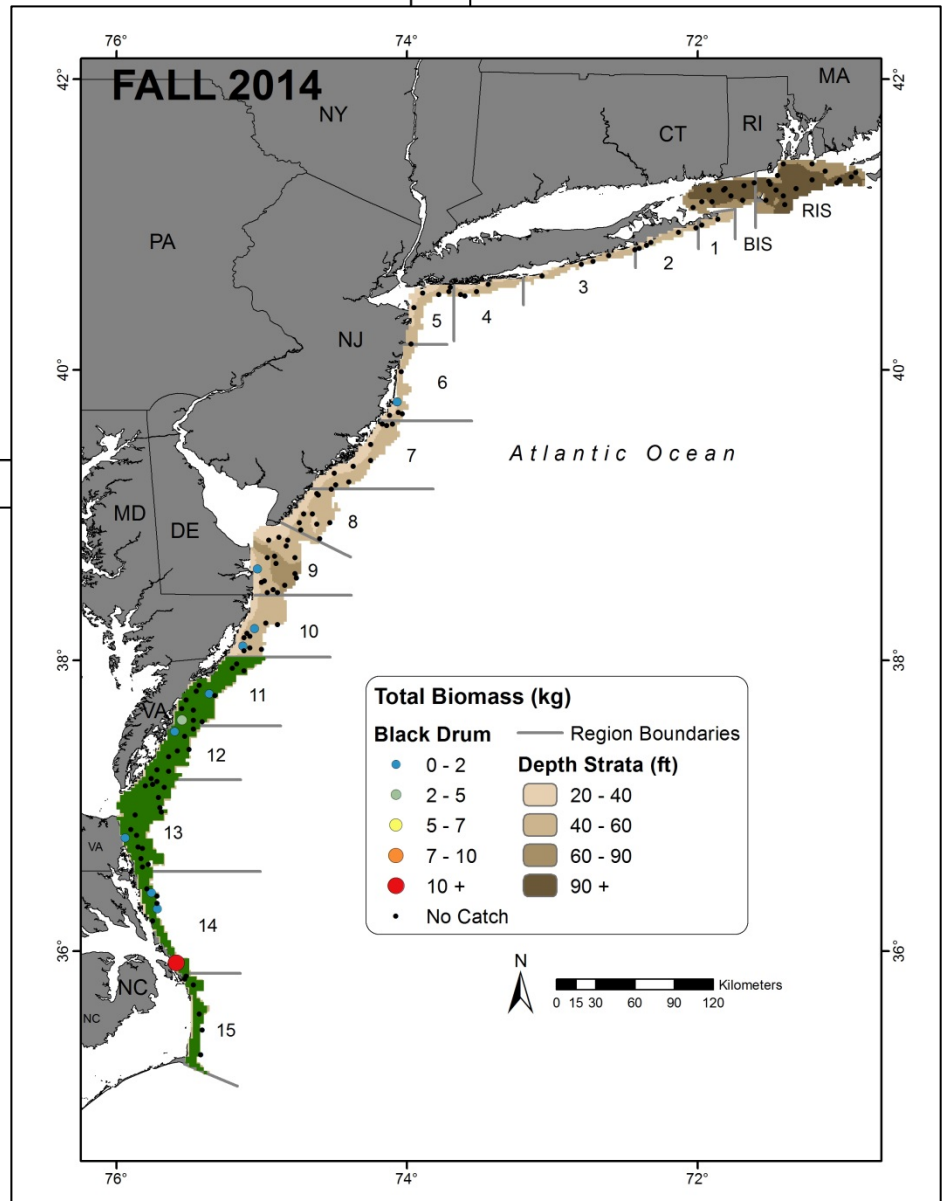 76°
74°
72°
FALL 2014
42°
42°
MA
NY
CT
RI
RIS
BIS
1
2
3
4
5
PA
NJ
40°
40°
6
7
Atlantic Ocean
MD
DE
8
9
10
38°
38°
11
VA
12
13
VA
14
36°
36°
NC
NC
15
Total Biomass (kg)
Black Drum
0 - 2
2 - 5
5 - 7
7 - 10
10 +
No Catch
Region Boundaries
Depth Strata (ft)
20 - 40
40 - 60
60 - 90
90 +
N
Kilometers
0 15 30 60 90 120
76°
74°
72°